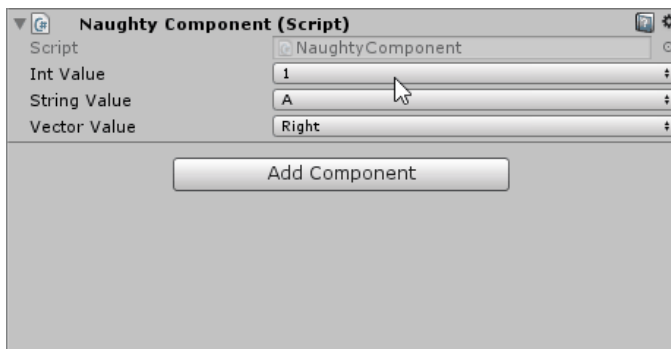 Naughty Component (Script)
Script NaughtyComponent
Int Value 1
String Value A
Vector Value Right
Add Component